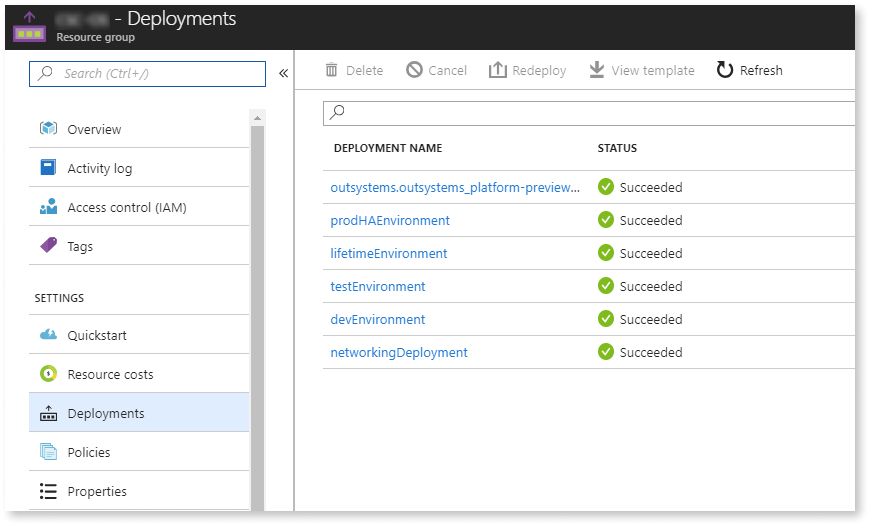 - Deployments
Resource group
Search (Ctrl+/)
«
Overview
Activity log
Access control (IAM)
Tags
SETTINGS
Quickstart
Resource costs
Deployments
Policies
Properties
Delete
Cancel
Redeploy
View template
Refresh
DEPLOYMENT NAME STATUS
outsystems.outsystems_platform-preview... Succeeded
prodHAEnvironment Succeeded
lifetimeEnvironment Succeeded
testEnvironment Succeeded
devEnvironment Succeeded
networkingDeployment Succeeded